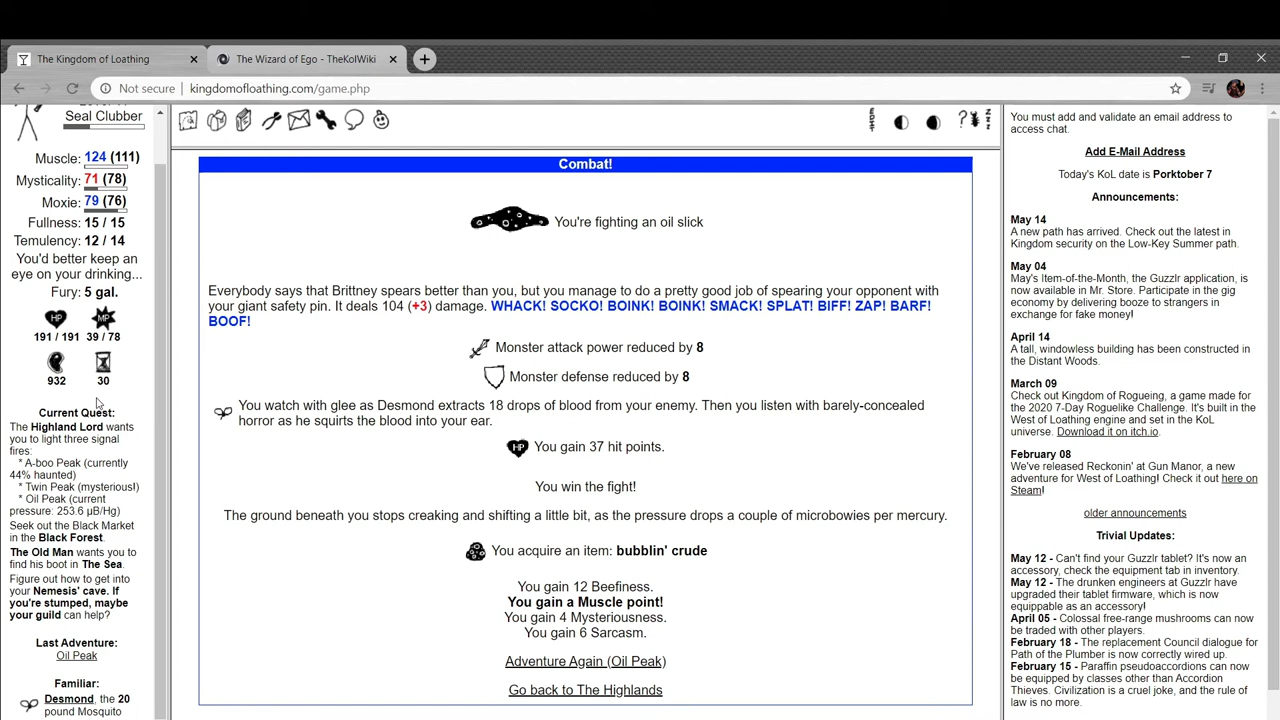 The Kingdom of Loathing
The Wizard of Ego - TheKolWiki
Not secure
kingdomofloathing.com/game.php
Seal Clubber
Muscle: 124 (111)
Mysticality: 71 (78)
Moxie: 79 (76)
Fullness: 15 / 15
Temulency: 12 / 14
You'd better keep an
eye on your drinking...
Fury: 5 gal.
HP
MP
191 / 191
39 / 78
932
30
Current Quest:
The Highland Lord wants
you to light three signal
fires:
* A-boo Peak (currently
44% haunted)
* Twin Peak (mysterious!)
* Oil Peak (current
pressure: 253.6 µB/Hg)
Seek out the Black Market
in the Black Forest.
The Old Man wants you to
find his boot in The Sea.
Figure out how to get into
your Nemesis' cave. If
you're stumped, maybe
your guild can help?
Last Adventure:
Oil Peak
Familiar:
Desmond, the 20
pound Mosquito
Combat!
You're fighting an oil slick
Everybody says that Brittney spears better than you, but you manage to do a pretty good job of spearing your opponent with
your giant safety pin. It deals 104 (+3) damage. WHACK! SOCKO! BOINK! BOINK! SMACK! SPLAT! BIFF! ZAP! BARF!
BOOF!
Monster attack power reduced by 8
Monster defense reduced by 8
You watch with glee as Desmond extracts 18 drops of blood from your enemy. Then you listen with barely-concealed
horror as he squirts the blood into your ear.
HP
You gain 37 hit points.
You win the fight!
The ground beneath you stops creaking and shifting a little bit, as the pressure drops a couple of microbowies per mercury.
You acquire an item: bubblin' crude
You gain 12 Beefiness.
You gain a Muscle point!
You gain 4 Mysteriousness.
You gain 6 Sarcasm.
Adventure Again (Oil Peak)
Go back to The Highlands
You must add and validate an email address to
access chat.
Add E-Mail Address
Today's KoL date is Porktober 7
Announcements:
May 14
A new path has arrived. Check out the latest in
Kingdom security on the Low-Key Summer path.
May 04
May's Item-of-the-Month, the Guzzlr application, is
now available in Mr. Store. Participate in the gig
economy by delivering booze to strangers in
exchange for fake money!
April 14
A tall, windowless building has been constructed in
the Distant Woods.
March 09
Check out Kingdom of Rogueing, a game made for
the 2020 7-Day Roguelike Challenge. It's built in the
West of Loathing engine and set in the KoL
universe. Download it on itch.io.
February 08
We've released Reckonin' at Gun Manor, a new
adventure for West of Loathing! Check it out here on
Steam!
older announcements
Trivial Updates:
May 12 - Can't find your Guzzlr tablet? It's now an
accessory, check the equipment tab in inventory.
May 12 - The drunken engineers at Guzzlr have
upgraded their tablet firmware, which is now
equippable as an accessory!
April 05 - Colossal free-range mushrooms can now
be traded with other players.
February 18 - The replacement Council dialogue for
Path of the Plumber is now correctly wired up.
February 15 - Paraffin pseudoaccordions can now
be equipped by classes other than Accordion
Thieves. Civilization is a cruel joke, and the rule of
law is no more.